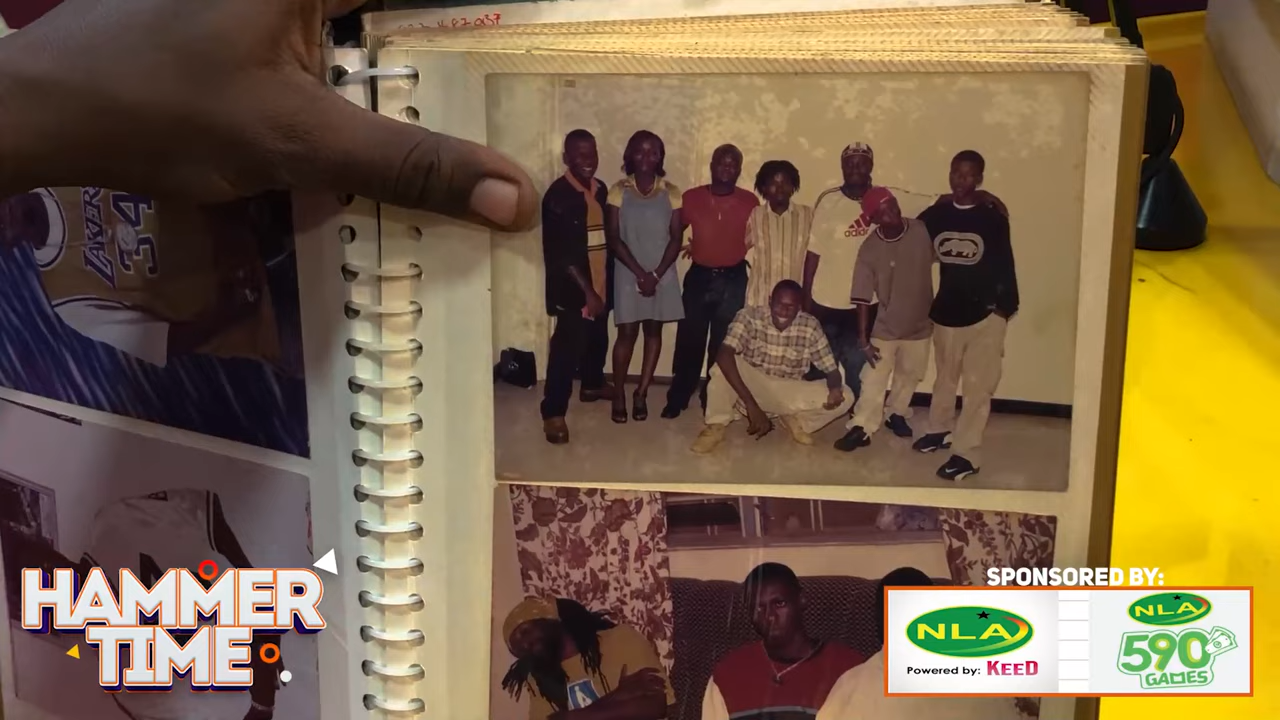 LAKERS
34
adidas
HAMMER
TIME
SPONSORED BY:
NLA
Powered by: KEED
NLA
590
GAMES